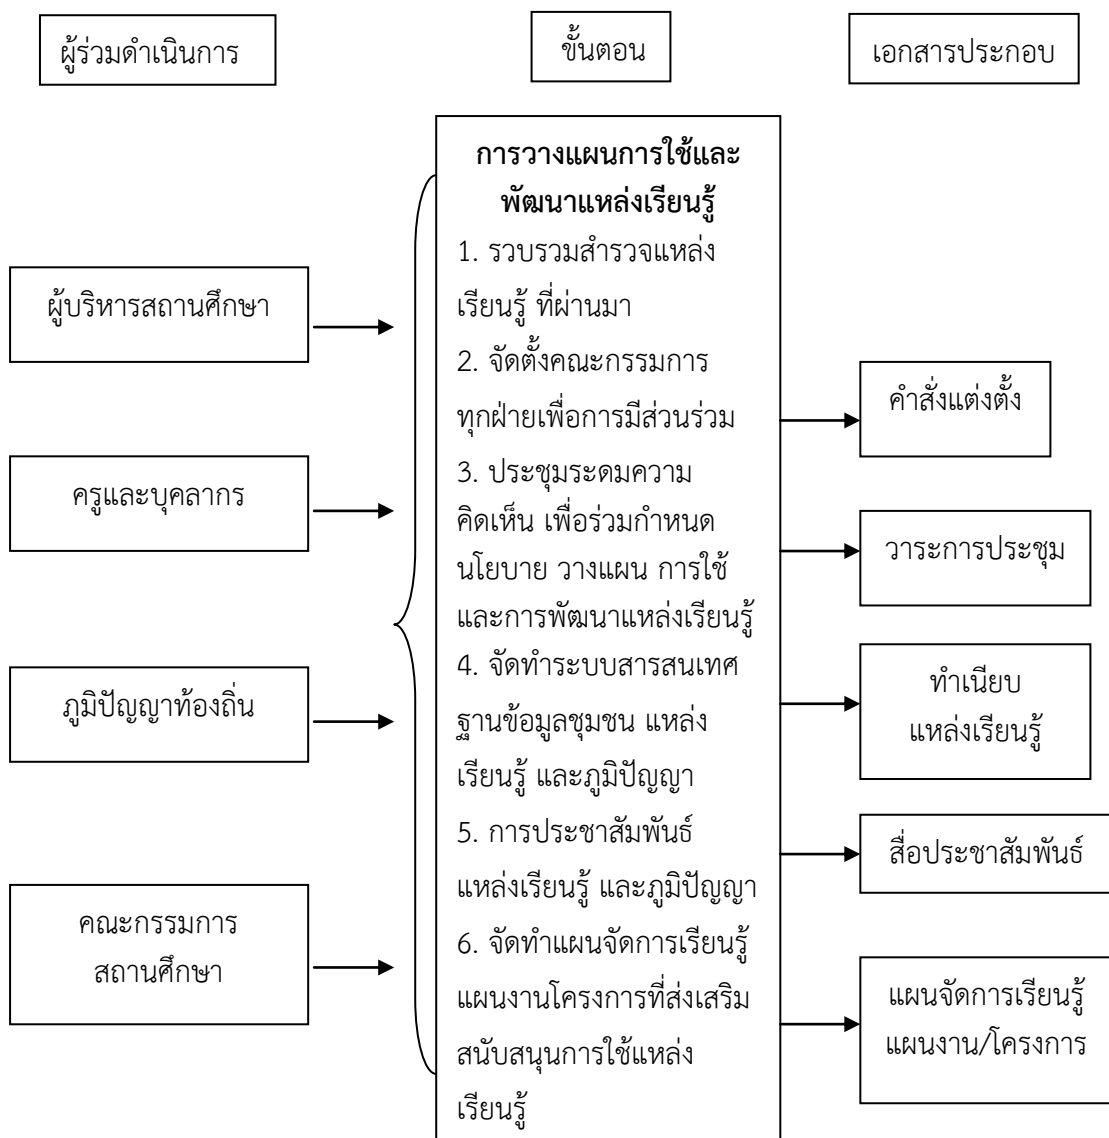 ผู้ร่วมดำเนินการ
ขั้นตอน
เอกสารประกอบ
ผู้บริหารสถานศึกษา
ครูและบุคลากร
ภูมิปัญญาท้องถิ่น
คณะกรรมการ
สถานศึกษา
การวางแผนการใช้และ
พัฒนาแหล่งเรียนรู้
1. รวบรวมสำรวจแหล่ง
เรียนรู้ ที่ผ่านมา
2. จัดตั้งคณะกรรมการ
ทุกฝ่ายเพื่อการมีส่วนร่วม
3. ประชุมระดมความ
คิดเห็น เพื่อร่วมกำหนด
นโยบาย วางแผน การใช้
และการพัฒนาแหล่งเรียนรู้
4. จัดทำระบบสารสนเทศ
ฐานข้อมูลชุมชน แหล่ง
เรียนรู้ และภูมิปัญญา
5. การประชาสัมพันธ์
แหล่งเรียนรู้ และภูมิปัญญา
6. จัดทำแผนจัดการเรียนรู้
แผนงานโครงการที่ส่งเสริม
สนับสนุนการใช้แหล่ง
เรียนรู้
คำสั่งแต่งตั้ง
วาระการประชุม
ทำเนียบ
แหล่งเรียนรู้
สื่อประชาสัมพันธ์
แผนจัดการเรียนรู้
แผนงาน/โครงการ